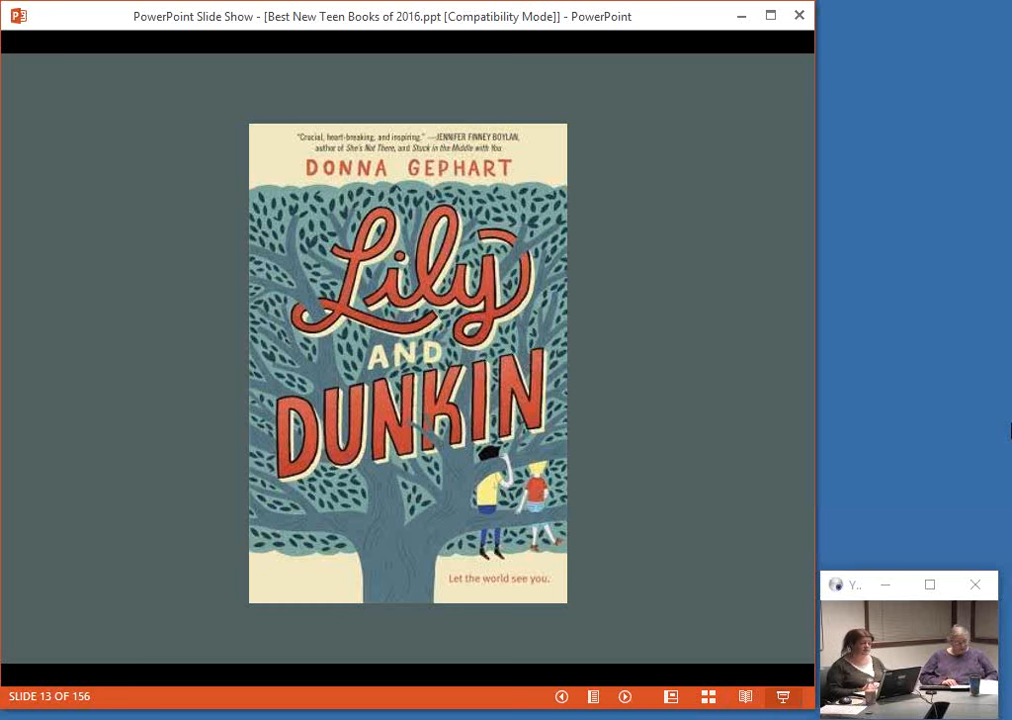 PowerPoint Slide Show - [Best New Teen Books of 2016.ppt [Compatibility Mode]] - PowerPoint
"Crucial, heart-breaking, and inspiring." —JENNIFER FINNEY BOYLAN,
author of She's Not There, and Stuck in the Middle with You
DONNA GEPHART
Lily
AND
DUNKIN
Let the world see you.
Y..
SLIDE 13 OF 156